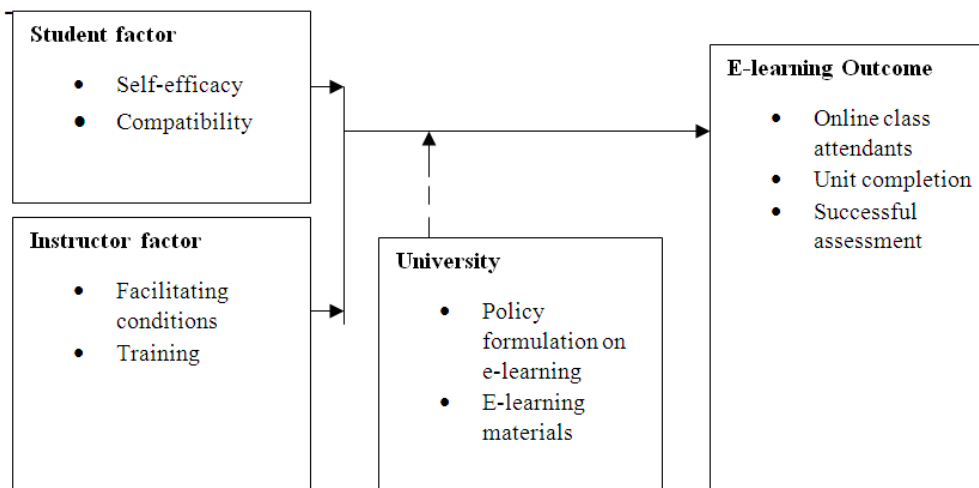 Student factor
• Self-efficacy
• Compatibility
Instructor factor
• Facilitating
conditions
• Training
University
• Policy
formulation on
e-learning
• E-learning
materials
E-learning Outcome
• Online class
attendants
• Unit completion
• Successful
assessment